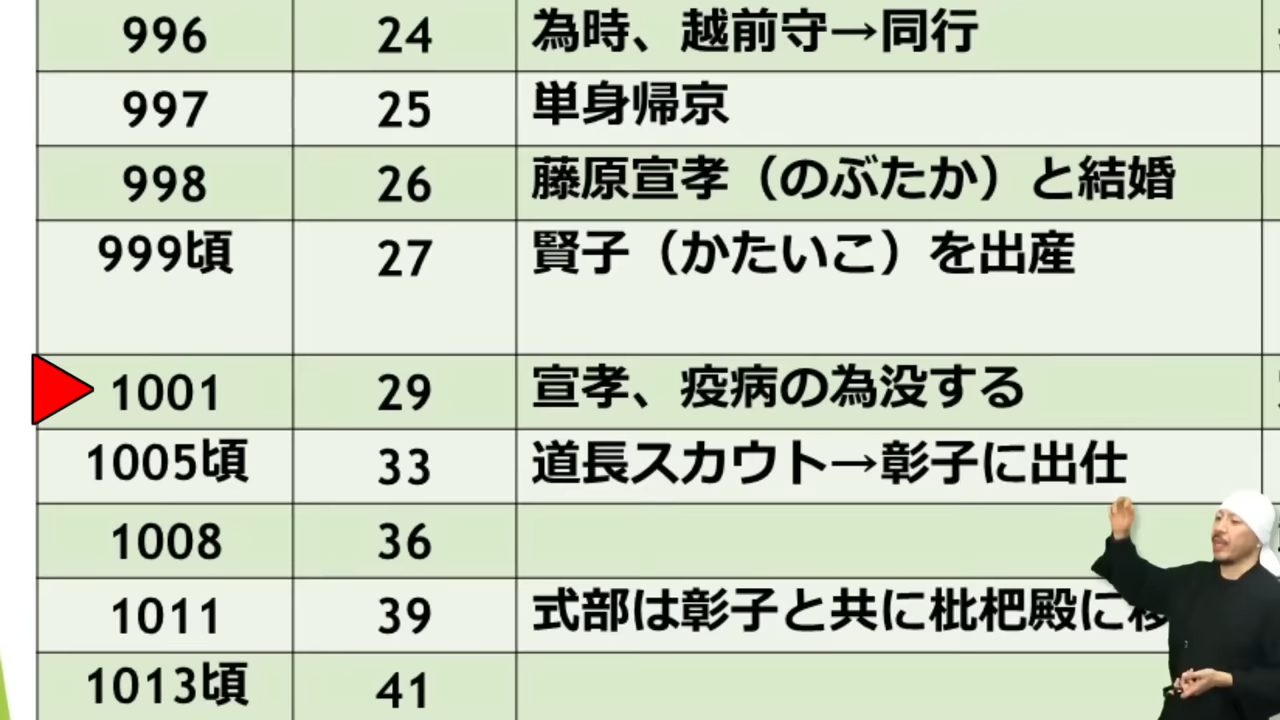 996 24 為時、越前守→同行
997 25 単身帰京
998 26 藤原宣孝（のぶたか）と結婚
999頃 27 賢子（かたいこ）を出産
1001 29 宣孝、疫病の為没する
1005頃 33 道長スカウト→彰子に出仕
1008 36
1011 39 式部は彰子と共に枇杷殿に移
1013頃 41